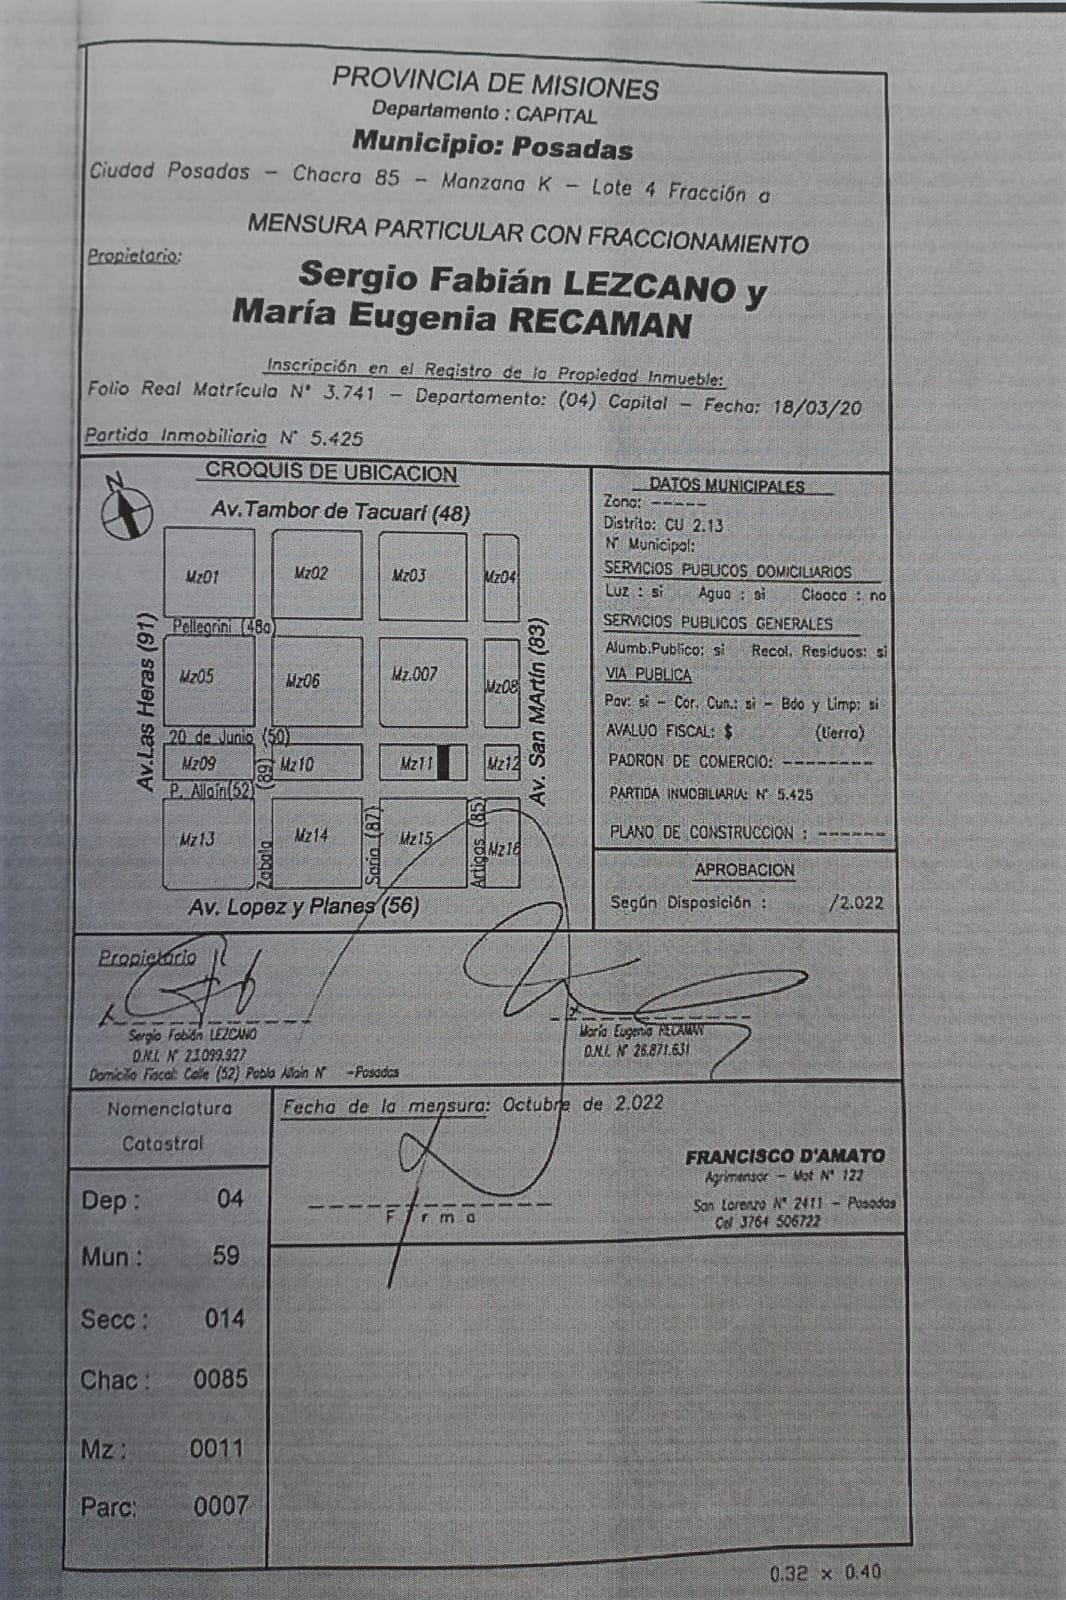 PROVINCIA DE MISIONES
Departamento : CAPITAL
Municipio: Posadas
Ciudad Posadas - Chacra 85 - Manzana K - Lote 4 Fracción a
MENSURA PARTICULAR CON FRACCIONAMIENTO
Propietario:
Sergio Fabián LEZCANO y
María Eugenia RECAMAN
Inscripción en el Registro de la Propiedad Inmueble:
Folio Real Matrícula N° 3.741 - Departamento: (04) Capital - Fecha: 18/03/20
Partida Inmobiliaria N° 5.425
CROQUIS DE UBICACION
N
Av.Tambor de Tacuarí (48)
Mz01
Mz02
Mz03
Mz04
Pellegrini (48a)
Av.Las Heras (91)
Av. San MArtín (83)
Mz05
Mz06
Mz.007
Mz08
20 de Junio (50)
Mz09
(89)
Mz10
Mz11
Mz12
P. Allaín(52)
Mz13
Zabala
Mz14
Soria (87)
Mz15
Artigas (85)
Mz16
Av. Lopez y Planes (56)
DATOS MUNICIPALES
Zona: -----
Distrito: CU 2.13
N° Municipal:
SERVICIOS PUBLICOS DOMICILIARIOS
Luz : si Agua : si Cloaca : no
SERVICIOS PUBLICOS GENERALES
Alumb.Publico: si Recol. Residuos: si
VIA PUBLICA
Pav: si - Cor. Cun.: si - Bdo y Limp: si
AVALUO FISCAL: $ (tierra)
PADRON DE COMERCIO: --------
PARTIDA INMOBILIARIA: N° 5.425
PLANO DE CONSTRUCCION : ------
APROBACION
Según Disposición : /2.022
Propietario
Sergio Fabián LEZCANO
D.N.I. N° 23.099.927
Domicilio Fiscal: Calle (52) Pablo Allain N° -Posadas
María Eugenia RECAMAN
D.N.I. N° 26.871.631
Nomenclatura
Catastral
Dep : 04
Mun : 59
Secc : 014
Chac : 0085
Mz : 0011
Parc: 0007
Fecha de la mensura: Octubre de 2.022
Firma
FRANCISCO D'AMATO
Agrimensor - Mat N° 122
San Lorenzo N° 2411 - Posadas
Cel 3764 506722
0.32 x 0.40